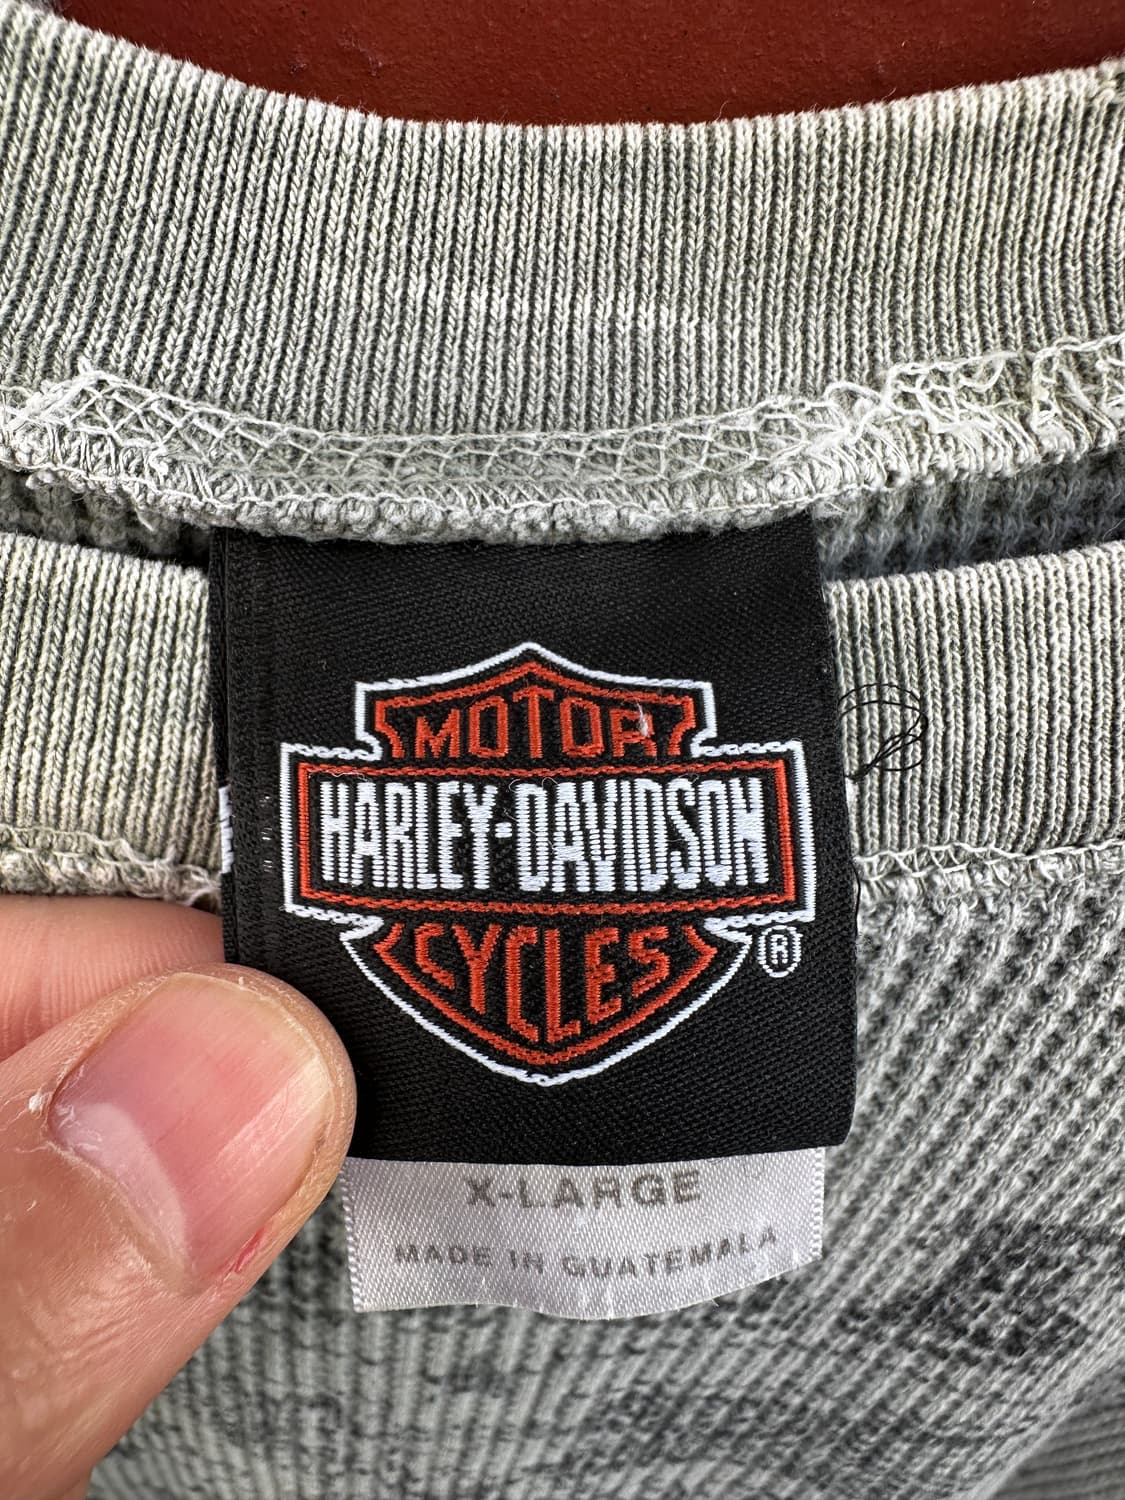 MOTOR
HARLEY-DAVIDSON
CYCLES
®
X-LARGE
MADE IN GUATEMALA